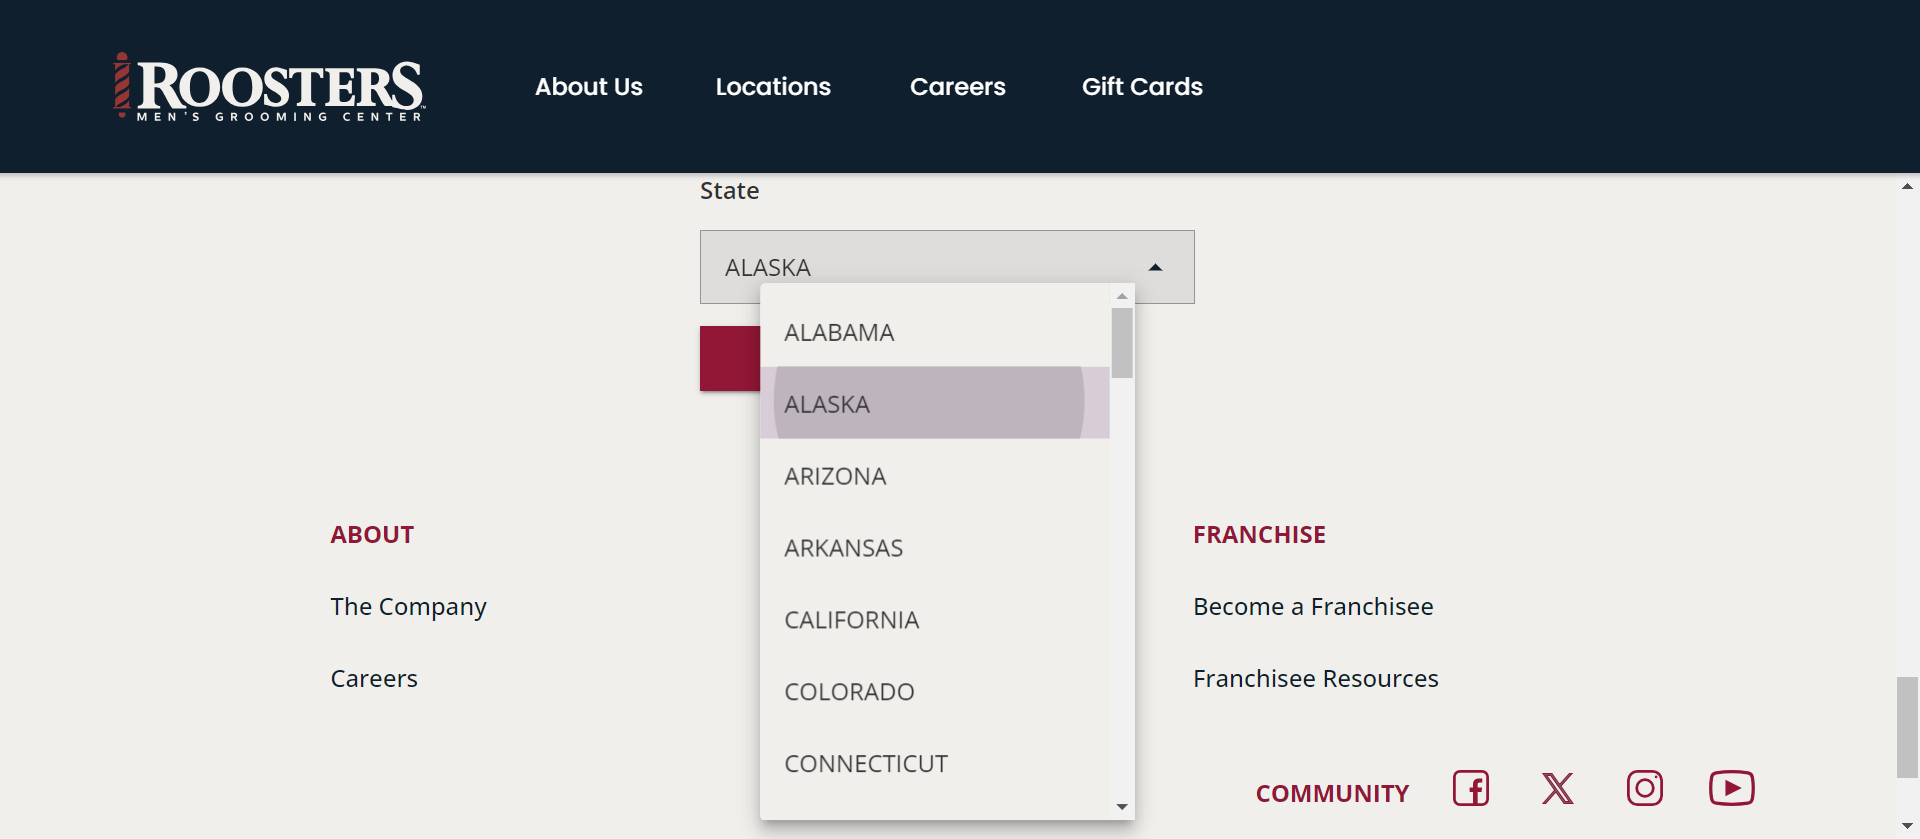 ROOSTERS™
MEN'S GROOMING CENTER
About Us
Locations
Careers
Gift Cards
State
ALASKA
ALABAMA
ALASKA
ARIZONA
ARKANSAS
CALIFORNIA
COLORADO
CONNECTICUT
ABOUT
The Company
Careers
FRANCHISE
Become a Franchisee
Franchisee Resources
COMMUNITY